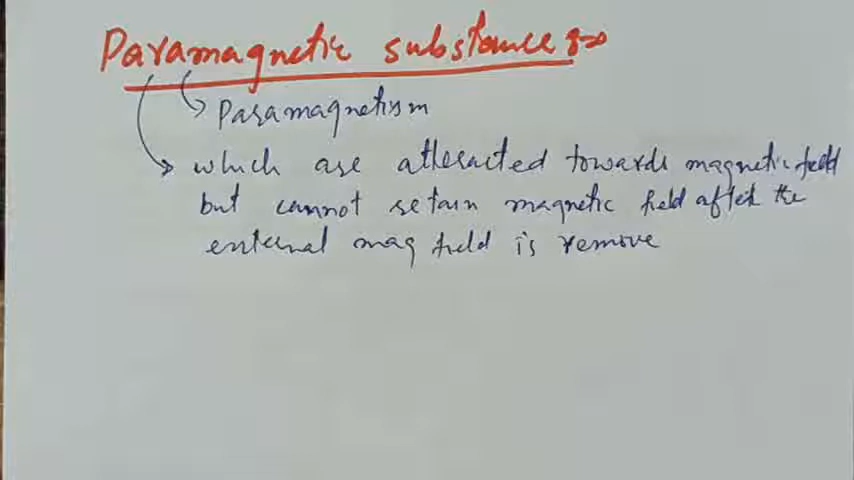 Paramagnetic substance :-
Paramagnetism
which are attracted towards magnetic field
but cannot retain magnetic field after the
external mag field is remove